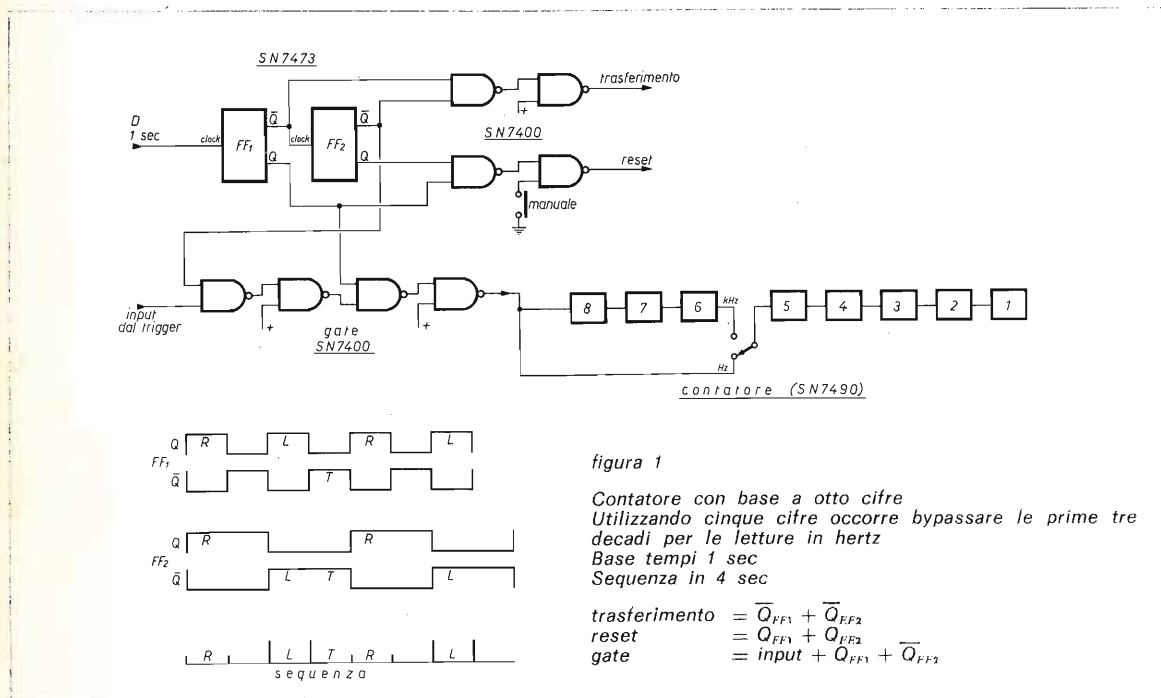 SN7473
Q̄
Q̄
trasferimento
D
1 sec
clock
FF1
clock
FF2
+
SN7400
Q
Q
reset
manuale
input
dal trigger
+
gate
SN7400
+
8
7
6
kHz
5
4
3
2
1
Hz
contatore (SN7490)
Q
R
L
R
L
FF1
Q̄
T
Q
R
R
FF2
Q̄
L
T
L
R
L
T
R
L
sequenza
figura 1
Contatore con base a otto cifre
Utilizzando cinque cifre occorre bypassare le prime tre
decadi per le letture in hertz
Base tempi 1 sec
Sequenza in 4 sec
trasferimento = Q̄FF1 + Q̄FF2
reset = QFF1 + QFF2
gate = input + QFF1 + Q̄FF2